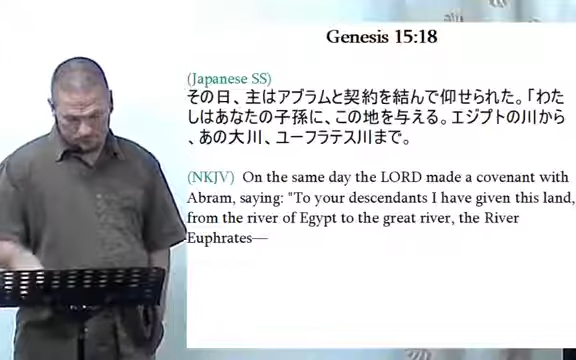 Genesis 15:18
(Japanese SS)
その日、主はアブラムと契約を結んで仰せられた。「わた
しはあなたの子孫に、この地を与える。エジプトの川から
、あの大川、ユーフラテス川まで。
(NKJV) On the same day the LORD made a covenant with
Abram, saying: "To your descendants I have given this land,
from the river of Egypt to the great river, the River
Euphrates—